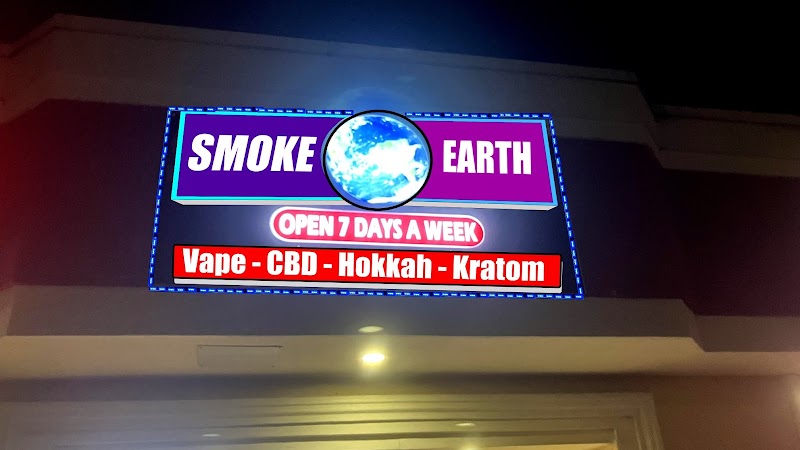 SMOKE EARTH
OPEN 7 DAYS A WEEK
Vape - CBD - Hokkah - Kratom